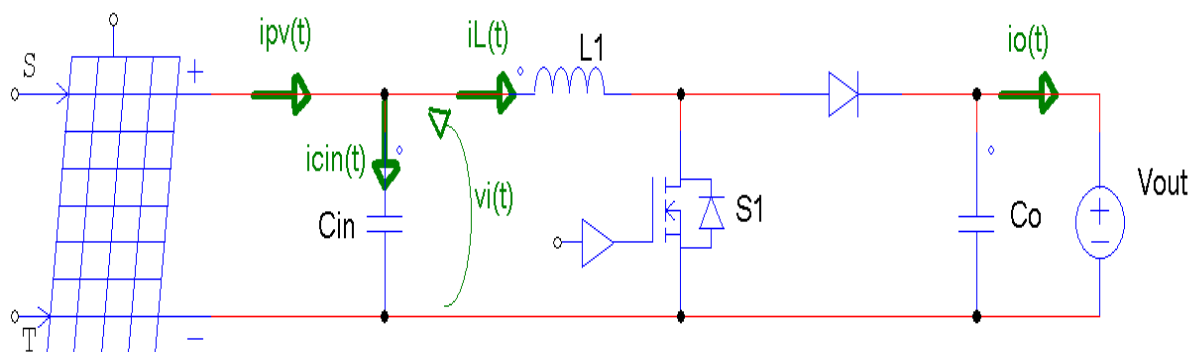 S
+
ipv(t)
iL(t)
L1
io(t)
icin(t)
vi(t)
Cin
S1
Co
Vout
+
−
T
−